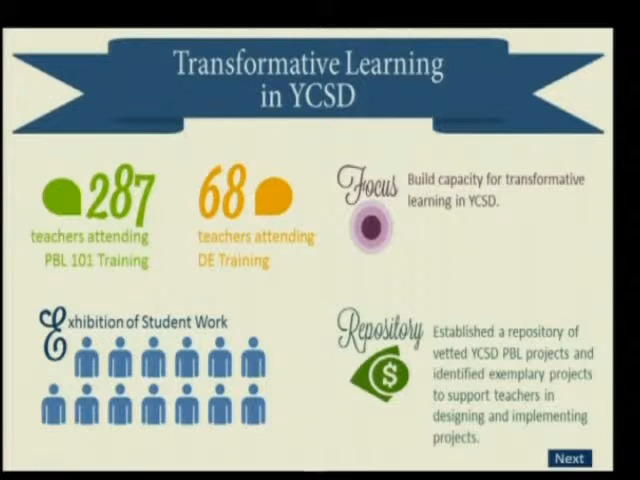 Transformative Learning
in YCSD
287
teachers attending
PBL 101 Training
68
teachers attending
DE Training
Focus
Build capacity for transformative
learning in YCSD.
Exhibition of Student Work
Repository
$
Established a repository of
vetted YCSD PBL projects and
identified exemplary projects
to support teachers in
designing and implementing
projects.
Next